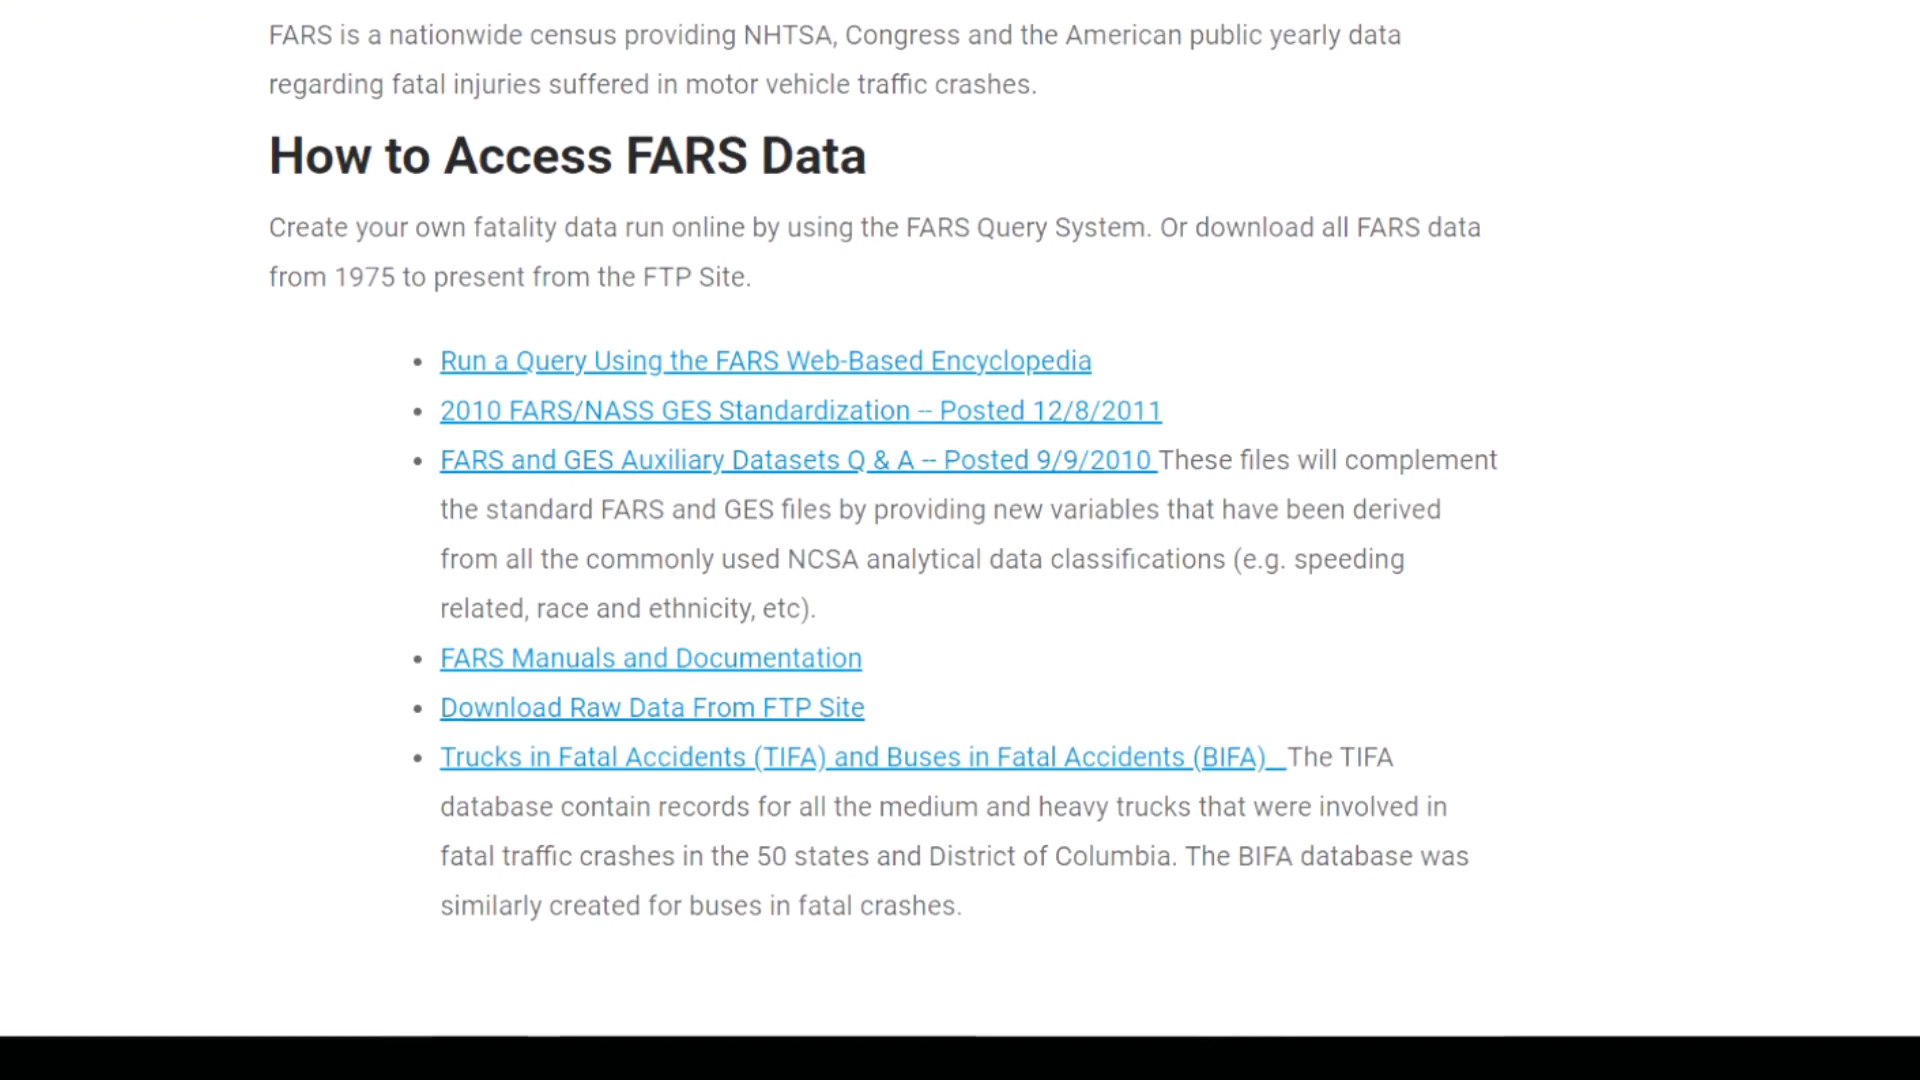 FARS is a nationwide census providing NHTSA, Congress and the American public yearly data
regarding fatal injuries suffered in motor vehicle traffic crashes.
How to Access FARS Data
Create your own fatality data run online by using the FARS Query System. Or download all FARS data
from 1975 to present from the FTP Site.
• Run a Query Using the FARS Web-Based Encyclopedia
• 2010 FARS/NASS GES Standardization -- Posted 12/8/2011
• FARS and GES Auxiliary Datasets Q & A -- Posted 9/9/2010 These files will complement
the standard FARS and GES files by providing new variables that have been derived
from all the commonly used NCSA analytical data classifications (e.g. speeding
related, race and ethnicity, etc).
• FARS Manuals and Documentation
• Download Raw Data From FTP Site
• Trucks in Fatal Accidents (TIFA) and Buses in Fatal Accidents (BIFA) The TIFA
database contain records for all the medium and heavy trucks that were involved in
fatal traffic crashes in the 50 states and District of Columbia. The BIFA database was
similarly created for buses in fatal crashes.